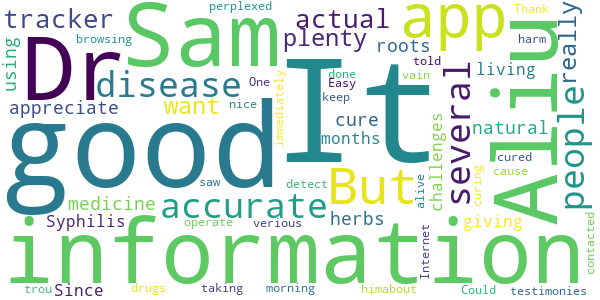 perplexed
Thank
tracker
Sam
actual
app
Aliu
really
browsing
Dr
plenty
roots
harm
using
disease
One
It
done
told
living
Easy
vain
appreciate
want
nice
immediately
keep
cure
months
several
challenges
natural
people
good
saw
But
cured
cause
medicine
accurate
detect
alive
curing
Syphilis
operate
herbs
giving
information
verious
Internet
contacted
trou
Since
drugs
taking
morning
himabout
Could
testimonies